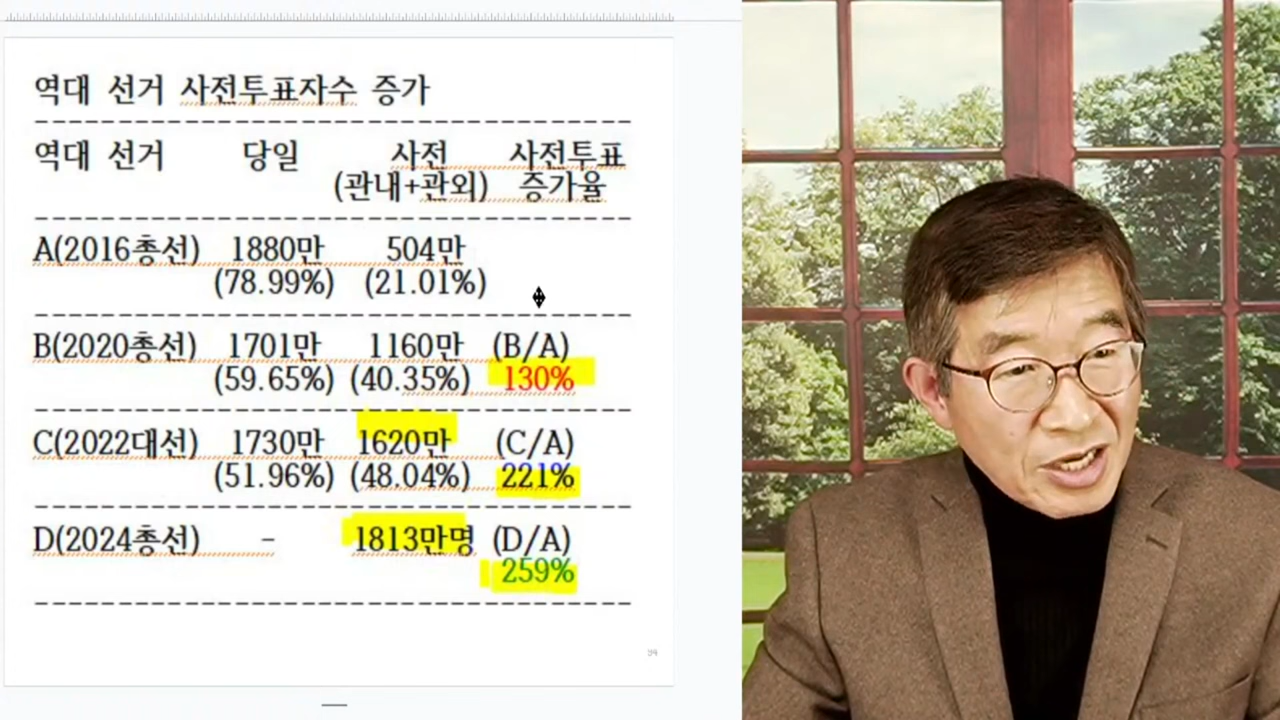 역대 선거 사전투표자수 증가
역대 선거 당일 사전 사전투표
(관내+관외) 증가율
A(2016총선) 1880만 504만
(78.99%) (21.01%)
B(2020총선) 1701만 1160만 (B/A)
(59.65%) (40.35%) 130%
C(2022대선) 1730만 1620만 (C/A)
(51.96%) (48.04%) 221%
D(2024총선) - 1813만명 (D/A)
259%